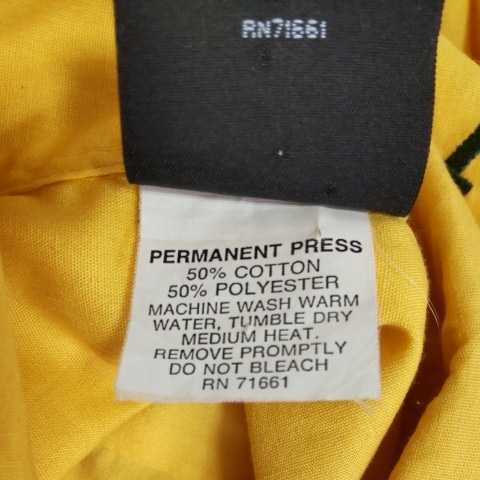 RN71661
PERMANENT PRESS
50% COTTON
50% POLYESTER
MACHINE WASH WARM
WATER, TUMBLE DRY
MEDIUM HEAT.
REMOVE PROMPTLY
DO NOT BLEACH
RN 71661